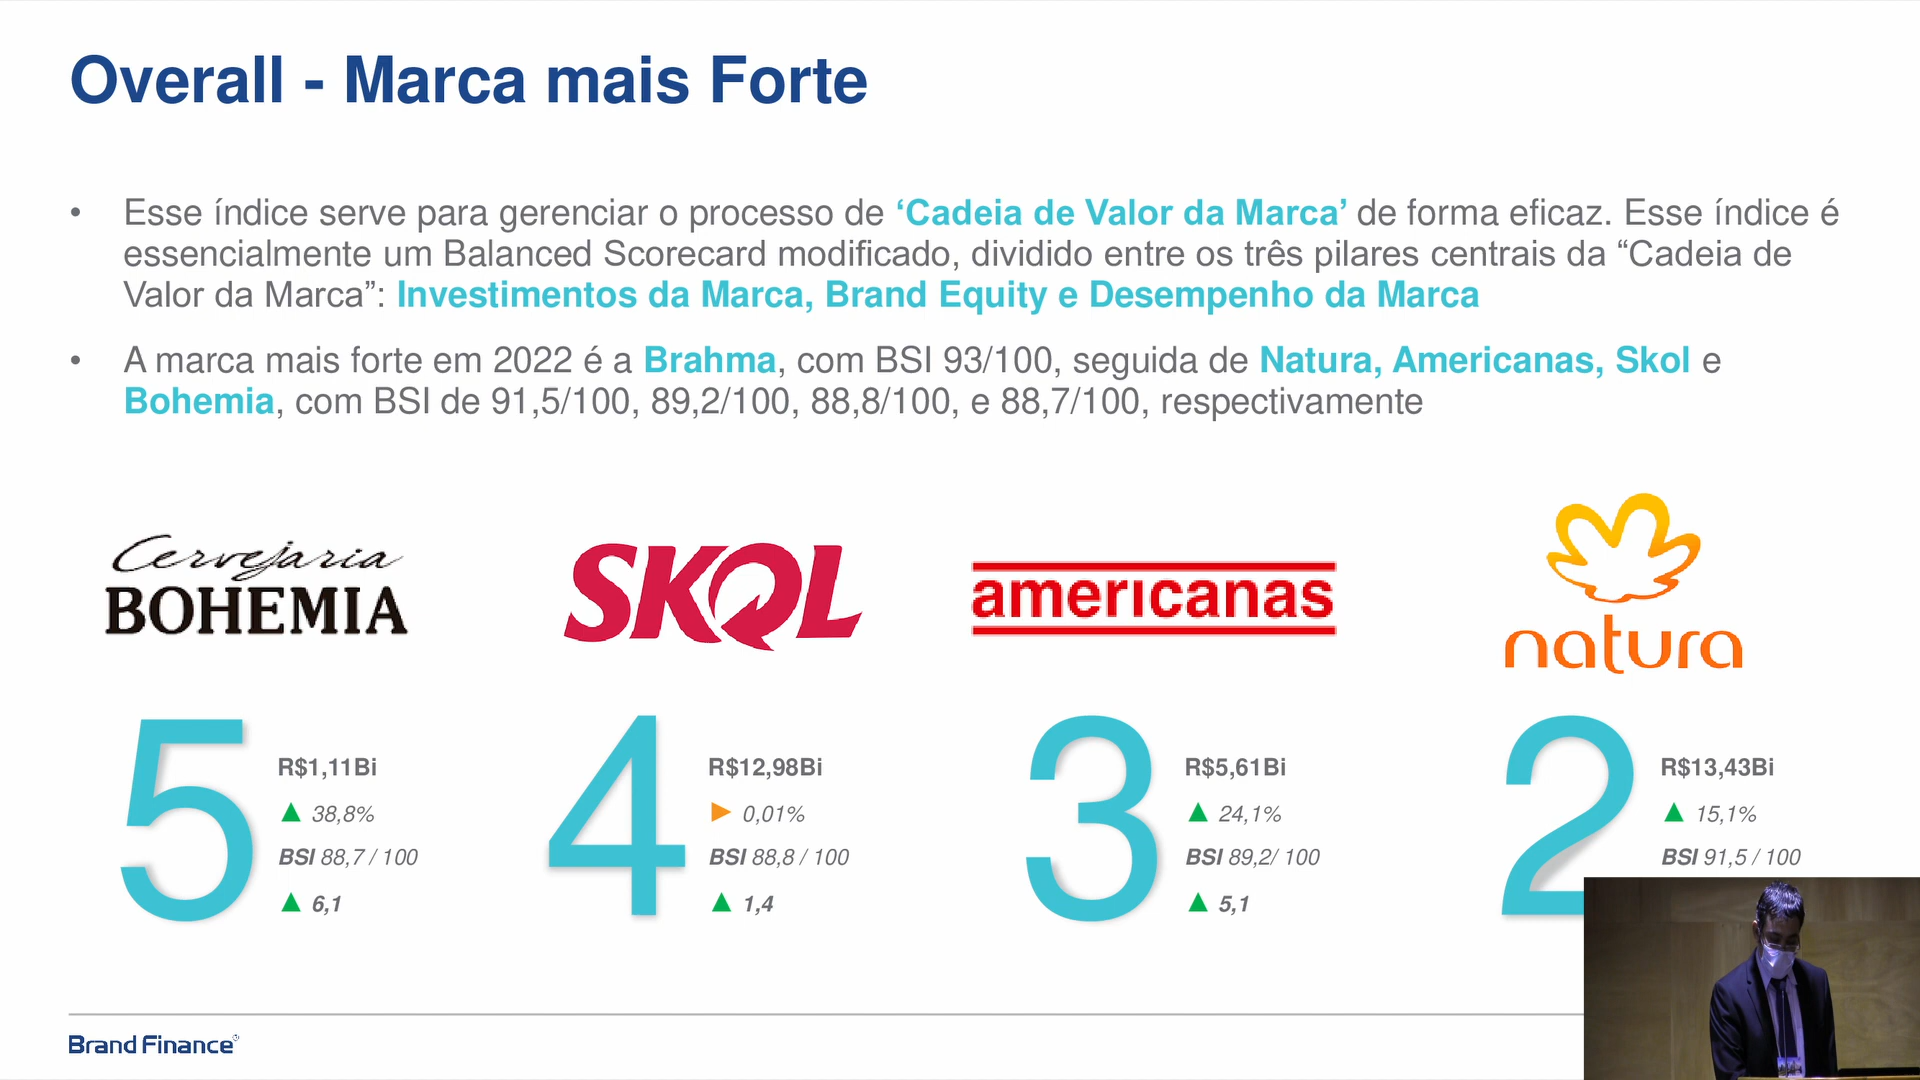 Overall - Marca mais Forte
• Esse índice serve para gerenciar o processo de ‘Cadeia de Valor da Marca’ de forma eficaz. Esse índice é
essencialmente um Balanced Scorecard modificado, dividido entre os três pilares centrais da “Cadeia de
Valor da Marca”: Investimentos da Marca, Brand Equity e Desempenho da Marca
• A marca mais forte em 2022 é a Brahma, com BSI 93/100, seguida de Natura, Americanas, Skol e
Bohemia, com BSI de 91,5/100, 89,2/100, 88,8/100, e 88,7/100, respectivamente
Cervejaria
BOHEMIA
5
R$1,11Bi
▲ 38,8%
BSI 88,7 / 100
▲ 6,1
SKOL
4
R$12,98Bi
► 0,01%
BSI 88,8 / 100
▲ 1,4
americanas
3
R$5,61Bi
▲ 24,1%
BSI 89,2/ 100
▲ 5,1
natura
2
R$13,43Bi
▲ 15,1%
BSI 91,5 / 100
Brand Finance®